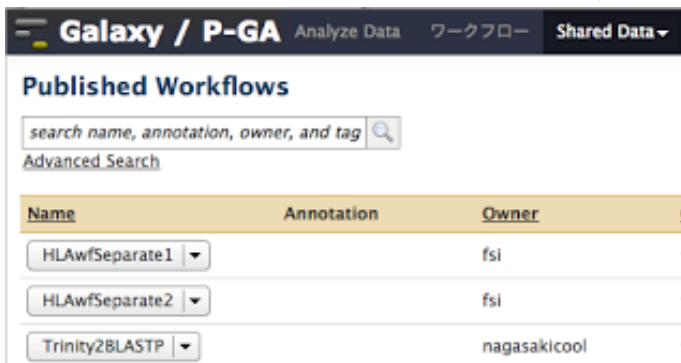 Galaxy / P-GA Analyze Data ワークフロー Shared Data
Published Workflows
search name, annotation, owner, and tag
Advanced Search
Name Annotation Owner
HLAwfSeparate1 fsi
HLAwfSeparate2 fsi
Trinity2BLASTP nagasakicool